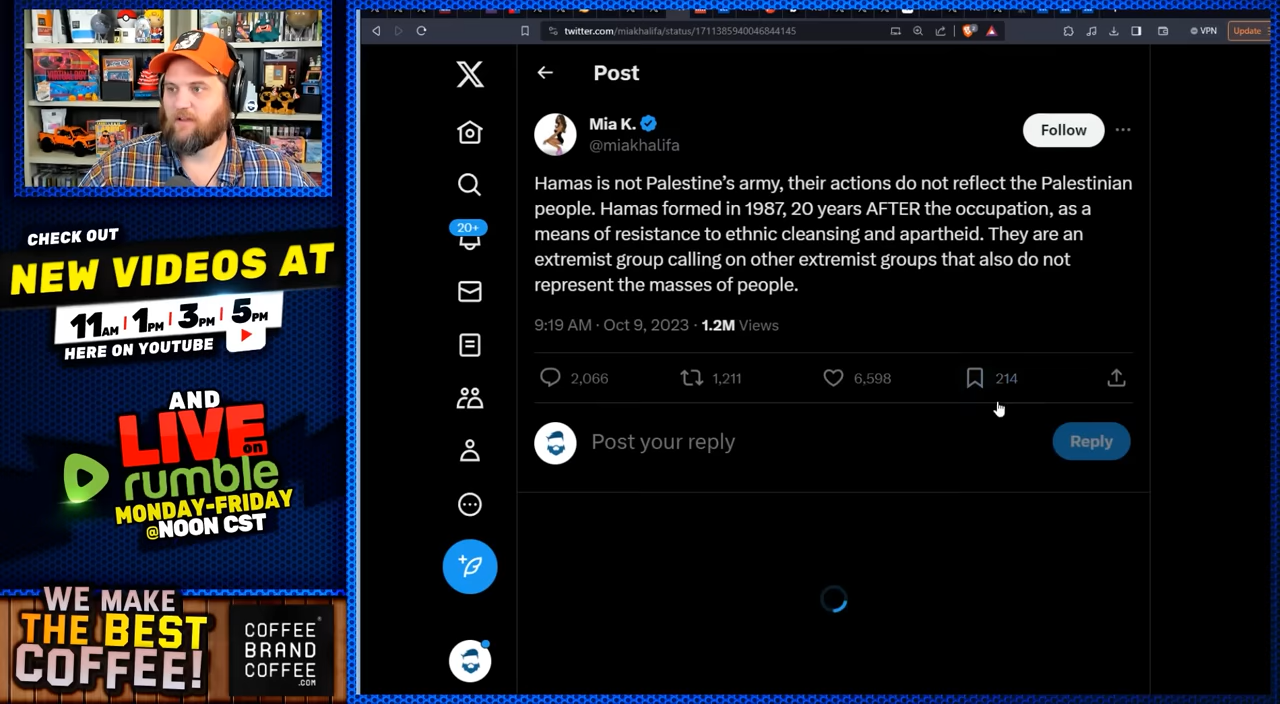 CHECK OUT
NEW VIDEOS AT
11AM | 1PM | 3PM | 5PM
HERE ON YOUTUBE
AND
LIVE on
rumble
MONDAY-FRIDAY
@NOON CST
WE MAKE
THE BEST
COFFEE!
COFFEE
BRAND
COFFEE
.COM
twitter.com/miakhalifa/status/1711385940046844145
VPN
Update
Post
Mia K.
@miakhalifa
Follow
Hamas is not Palestine’s army, their actions do not reflect the Palestinian
people. Hamas formed in 1987, 20 years AFTER the occupation, as a
means of resistance to ethnic cleansing and apartheid. They are an
extremist group calling on other extremist groups that also do not
represent the masses of people.
9:19 AM · Oct 9, 2023 · 1.2M Views
20+
2,066 1,211 6,598 214
Post your reply
Reply